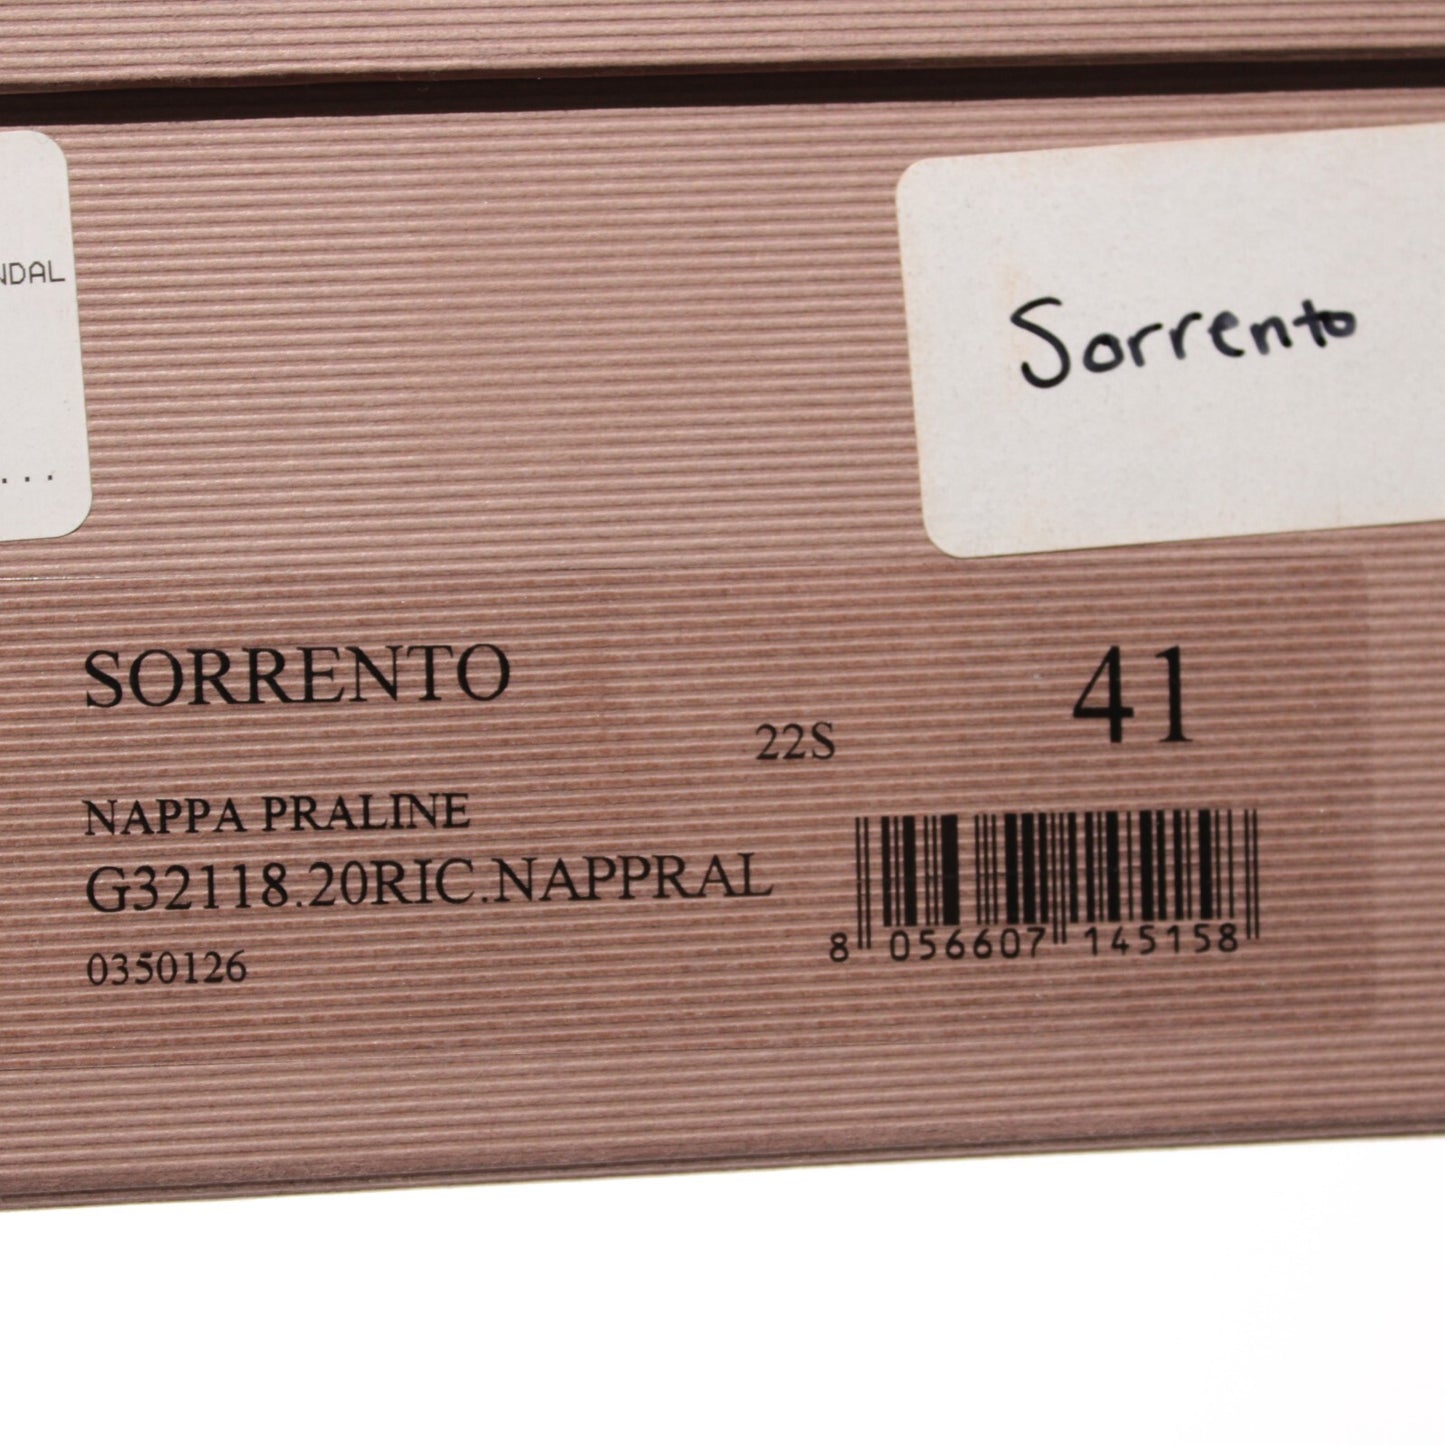 NDAL
...
Sorrento
SORRENTO
41
22S
NAPPA PRALINE
G32118.20RIC.NAPPRAL
0350126
8 056607 145158